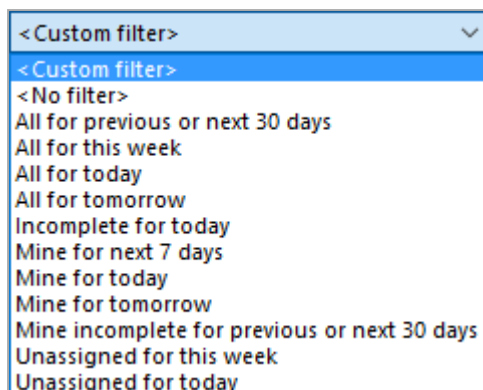 <Custom filter>
<Custom filter>
<No filter>
All for previous or next 30 days
All for this week
All for today
All for tomorrow
Incomplete for today
Mine for next 7 days
Mine for today
Mine for tomorrow
Mine incomplete for previous or next 30 days
Unassigned for this week
Unassigned for today